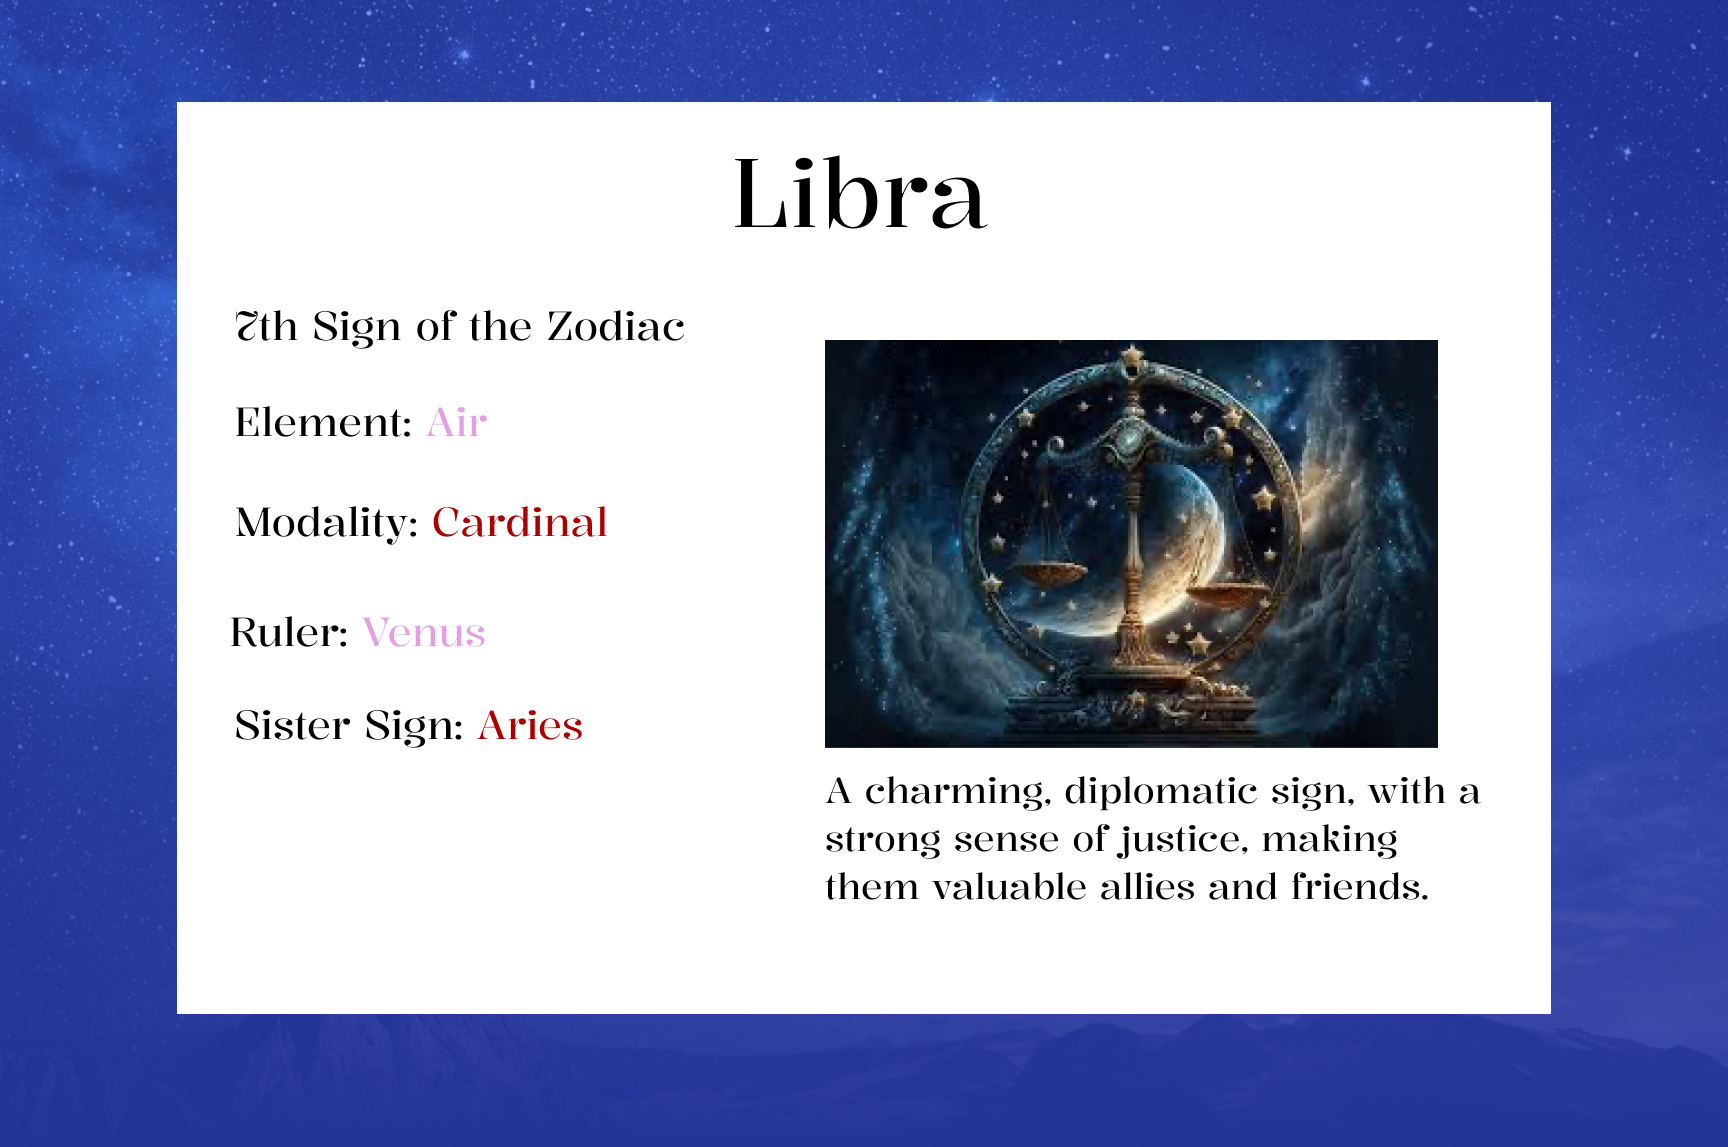 Libra
7th Sign of the Zodiac
Element: Air
Modality: Cardinal
Ruler: Venus
Sister Sign: Aries
A charming, diplomatic sign, with a
strong sense of justice, making
them valuable allies and friends.